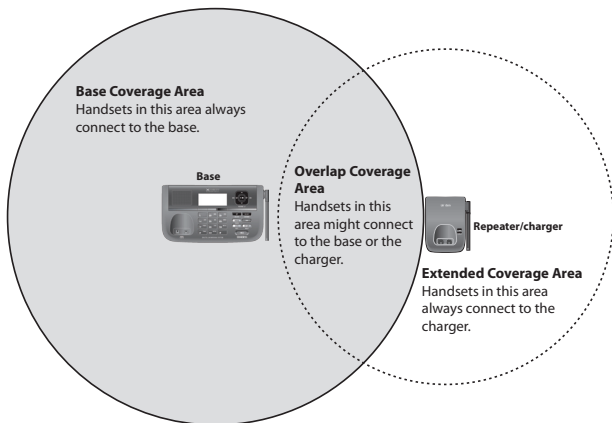 Base Coverage Area
Handsets in this area always
connect to the base.
Base
Overlap Coverage
Area
Handsets in this
area might connect
to the base or the
charger.
Repeater/charger
Extended Coverage Area
Handsets in this area
always connect to the
charger.